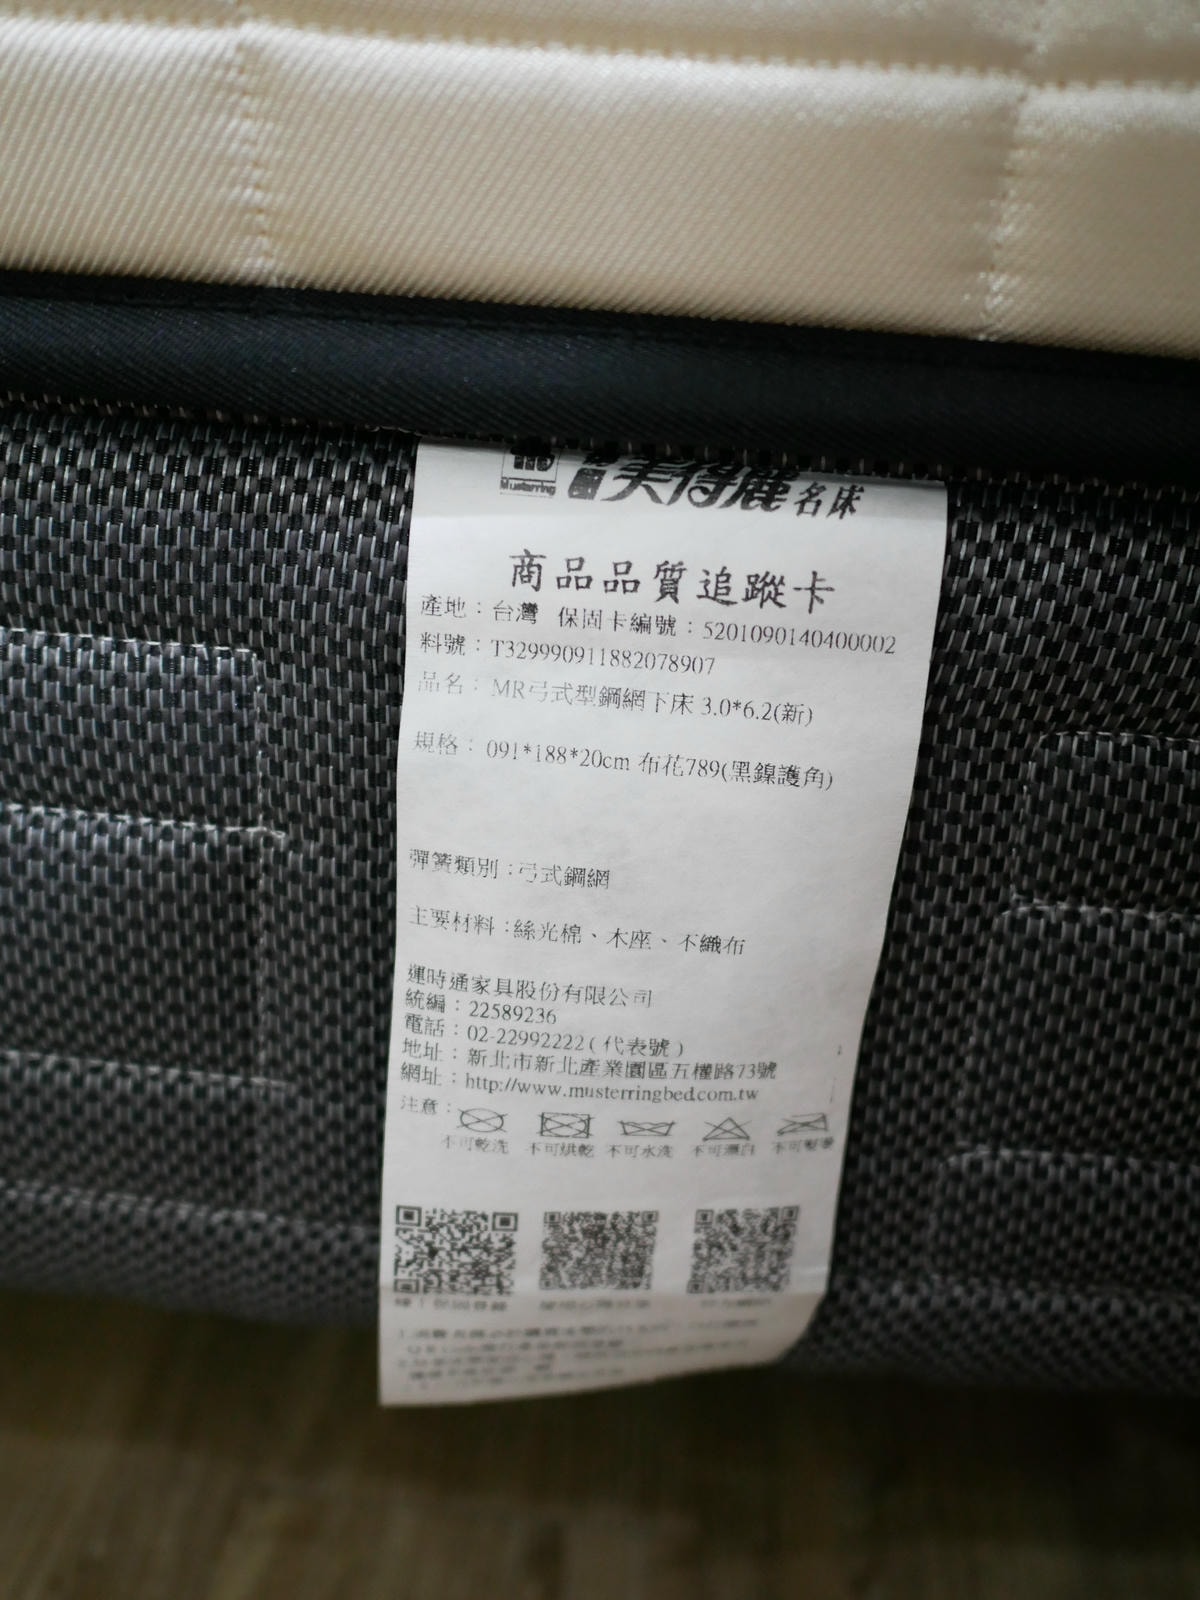 Musterring
美得麗名床
商品品質追蹤卡
產地：台灣 保固卡編號：5201090140400002
料號：T329990911882078907
品名：MR弓式型鋼網下床 3.0*6.2(新)
規格：091*188*20cm 布花789(黑鎳護角)
彈簧類別：弓式鋼網
主要材料：絲光棉、木座、不織布
運時通家具股份有限公司
統編：22589236
電話：02-22992222(代表號)
地址：新北市新北產業園區五權路73號
網址：http://www.musterringbed.com.tw
注意：
不可乾洗 不可烘乾 不可水洗 不可漂白 不可熨燙